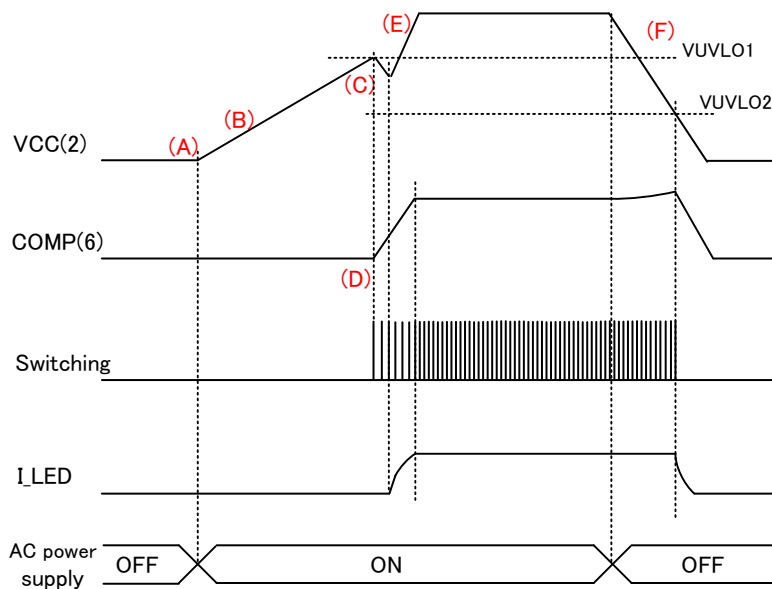 (E)
(F)
VUVLO1
(C)
(B)
VUVLO2
(A)
VCC(2)
COMP(6)
(D)
Switching
I_LED
AC power
supply
OFF
ON
OFF